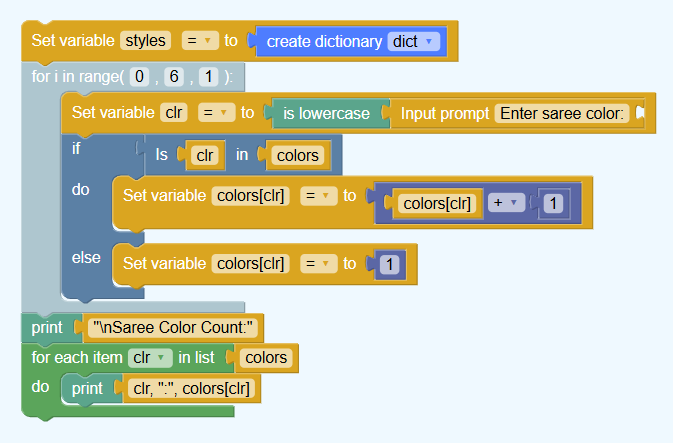 Set variable styles = to create dictionary dict
for i in range( 0 , 6 , 1 ):
Set variable clr = to is lowercase Input prompt Enter saree color:
if Is clr in colors
do Set variable colors[clr] = to colors[clr] + 1
else Set variable colors[clr] = to 1
print "\nSaree Color Count:"
for each item clr in list colors
do print clr, ":", colors[clr]